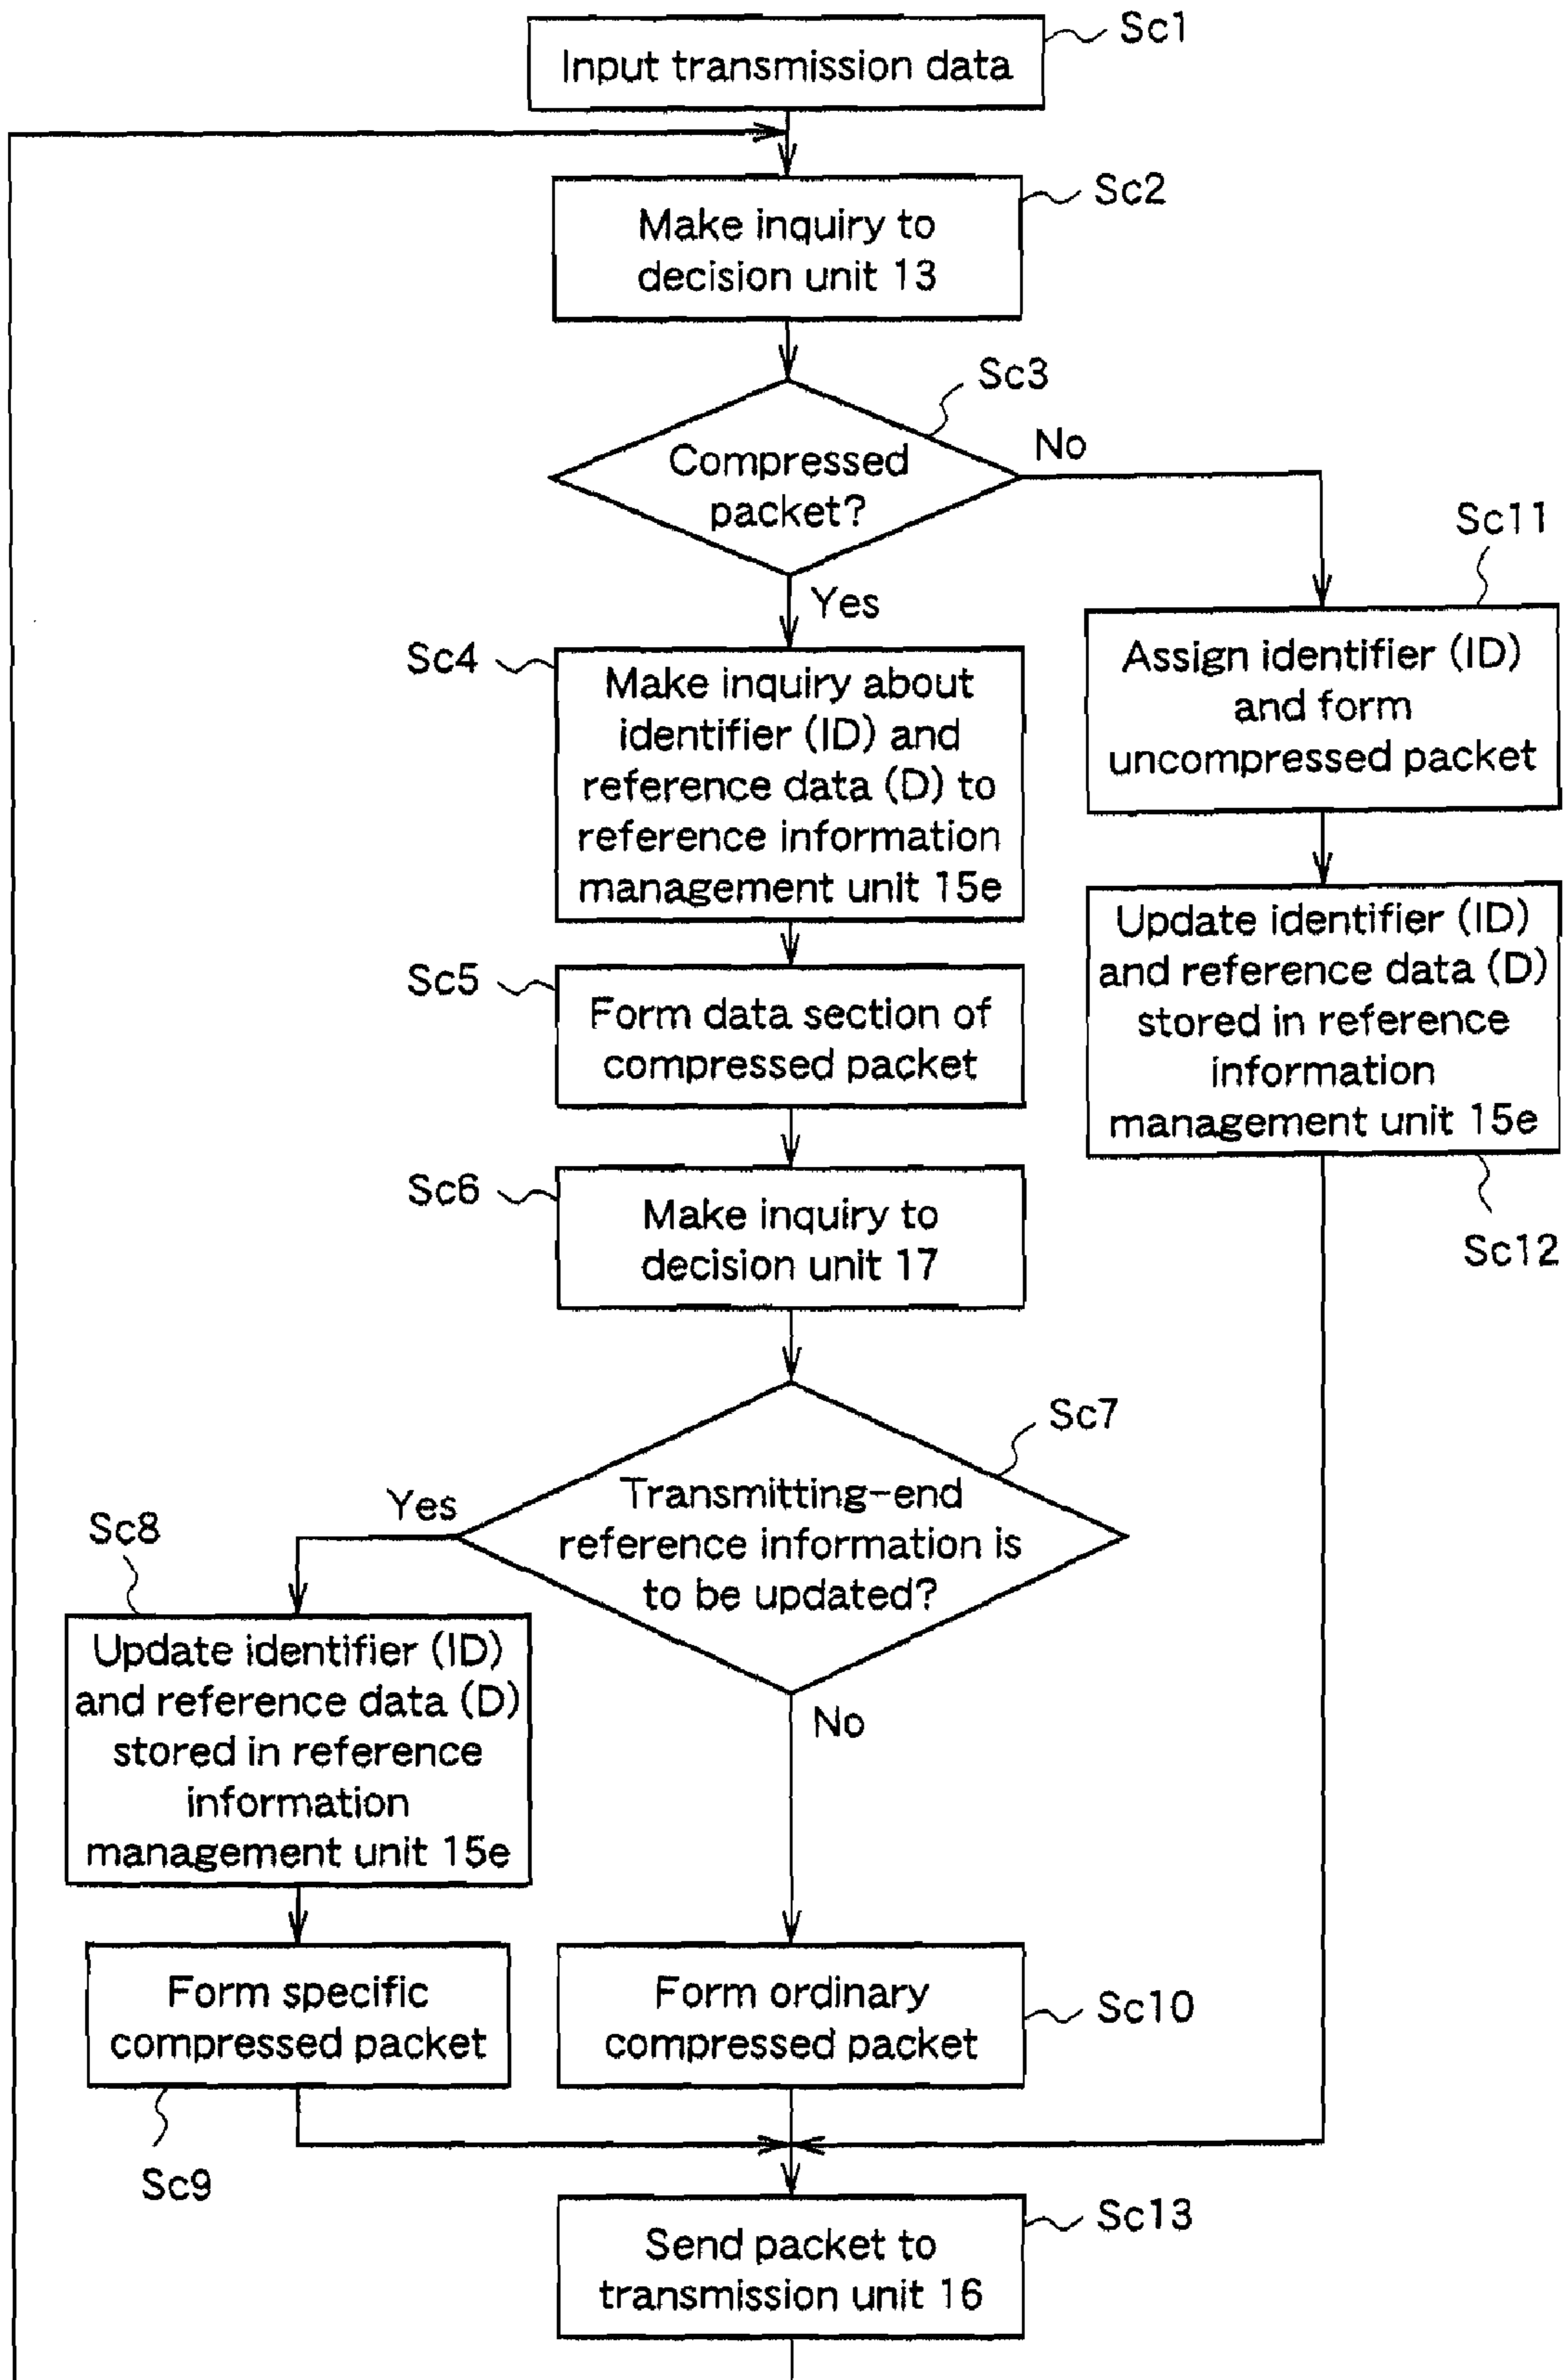 Sc1
Input transmission data
Sc2
Make inquiry to
decision unit 13
Sc3
Compressed
packet?
No
Yes
Sc11
Assign identifier (ID)
and form
uncompressed packet
Sc4
Make inquiry about
identifier (ID) and
reference data (D) to
reference information
management unit 15e
Update identifier (ID)
and reference data (D)
stored in reference
information
management unit 15e
Sc12
Sc5
Form data section of
compressed packet
Sc6
Make inquiry to
decision unit 17
Sc7
Transmitting-end
reference information is
to be updated?
Yes
No
Sc8
Update identifier (ID)
and reference data (D)
stored in reference
information
management unit 15e
Form specific
compressed packet
Sc9
Form ordinary
compressed packet
Sc10
Sc13
Send packet to
transmission unit 16